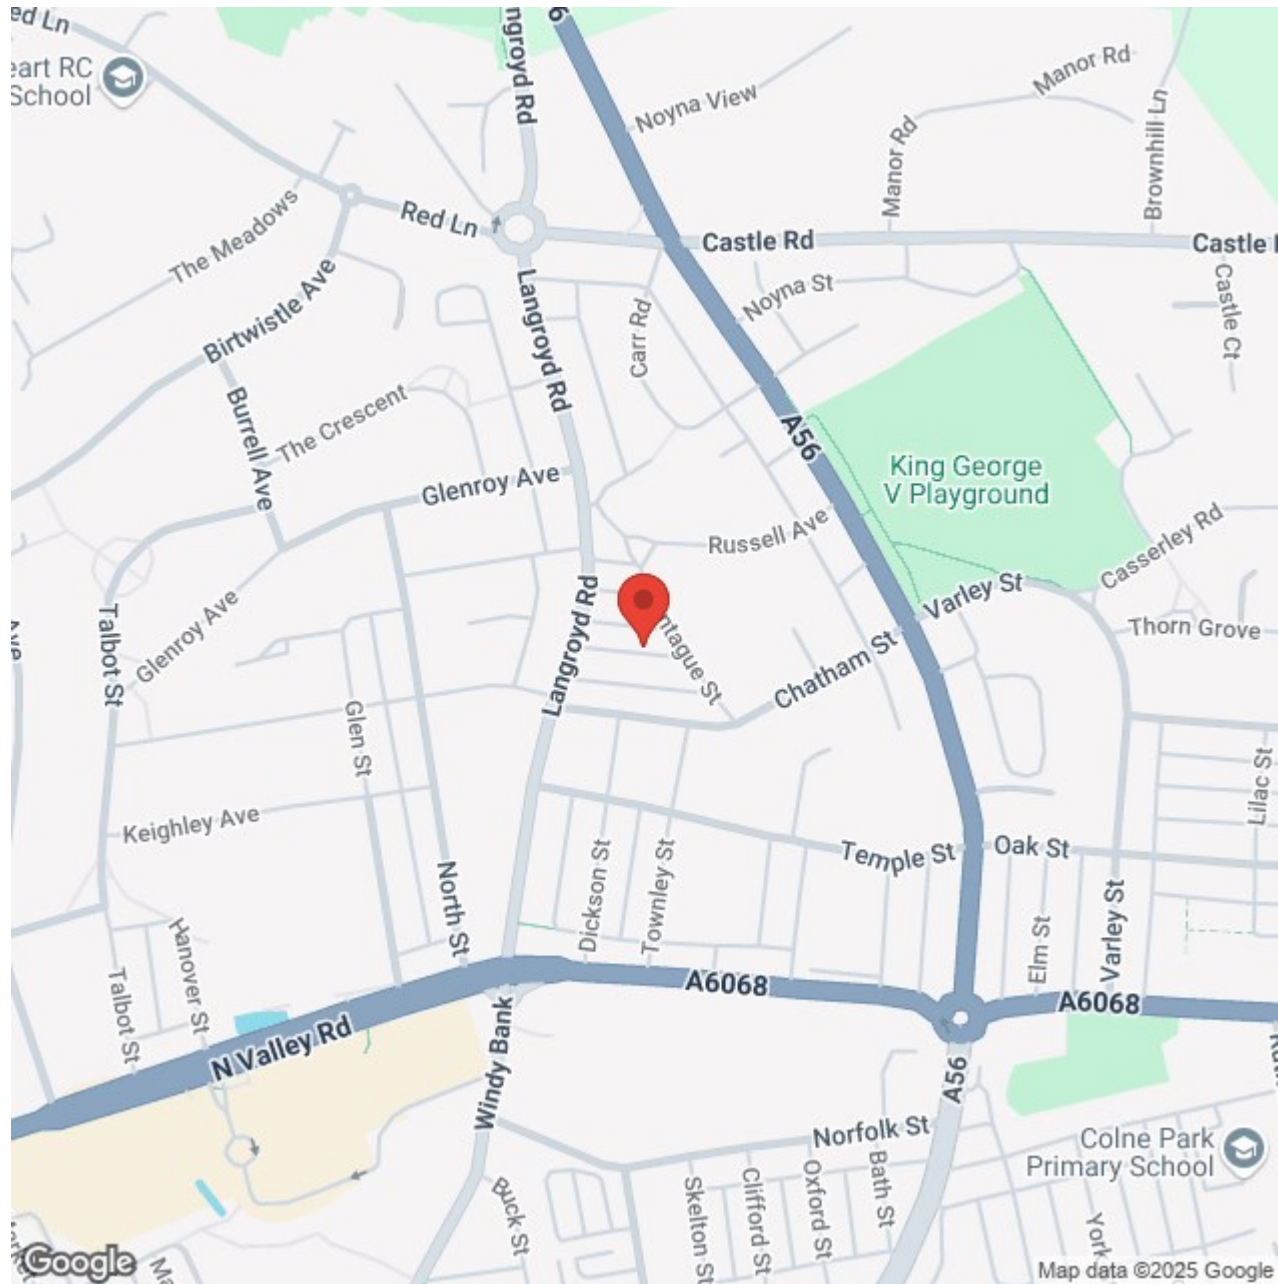 ed Ln
eart RC
School
ngroyd Rd
6
Noyna View
Manor Rd
Manor Rd
Brownhill Ln
The Meadows
Red Ln
Castle Rd
Castle
Castle Ct
Birtwistle Ave
Langroyd Rd
Carr Rd
Noyna St
Burrell Ave
The Crescent
A56
King George
V Playground
Glenroy Ave
Russell Ave
Casserley Rd
Varley St
Thorn Grove
Talbot St
Glenroy Ave
Langroyd Rd
ntague St
Chatham St
Ave
Glen St
Keighley Ave
Lilac St
Temple St
Oak St
North St
Dickson St
Townley St
Elm St
Varley St
Hanover St
Talbot St
A6068
A6068
N Valley Rd
Windy Bank
A56
Norfolk St
Colne Park
Primary School
Buck St
Skelton St
Clifford St
Oxford St
Bath St
York
Google
Map data ©2025 Google